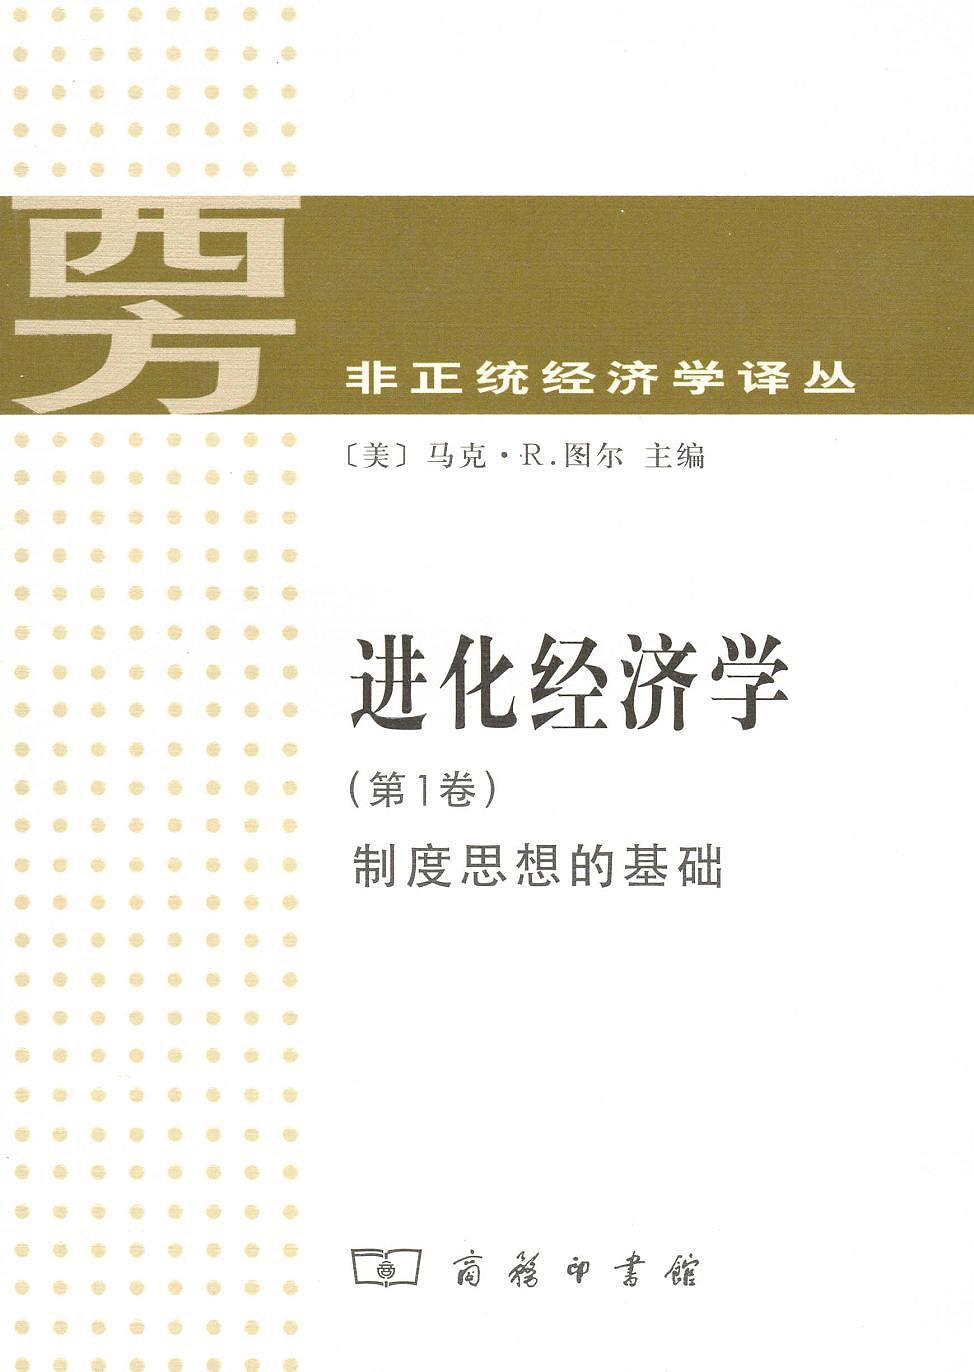 西方
非正统经济学译丛
〔美〕马克·R.图尔 主编
进化经济学
(第1卷)
制度思想的基础
商
商務印書館